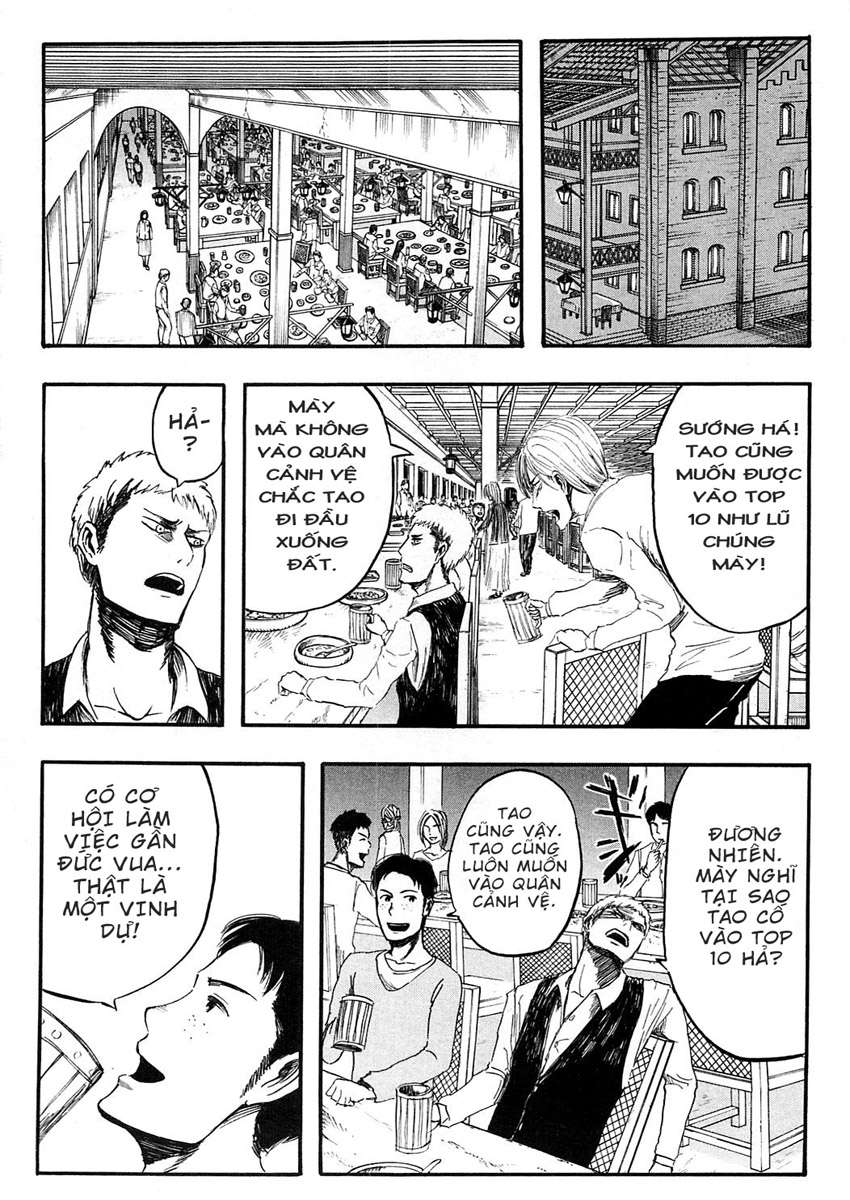 SƯỚNG HÁ!
TAO CŨNG
MUỐN ĐƯỢC
VÀO TOP
10 NHƯ LŨ
CHÚNG
MÀY!
MÀY
MÀ KHÔNG
VÀO QUÂN
CẢNH VỆ
CHẮC TAO
ĐI ĐẦU
XUỐNG
ĐẤT.
HẢ-
?
ĐƯƠNG
NHIÊN.
MÀY NGHĨ
TẠI SAO
TAO CỐ
VÀO TOP
10 HẢ?
TAO
CŨNG VẬY.
TAO CŨNG
LUÔN MUỐN
VÀO QUÂN
CẢNH VỆ.
CÓ CƠ
HỘI LÀM
VIỆC GẦN
ĐỨC VUA...
THẬT LÀ
MỘT VINH
DỰ!